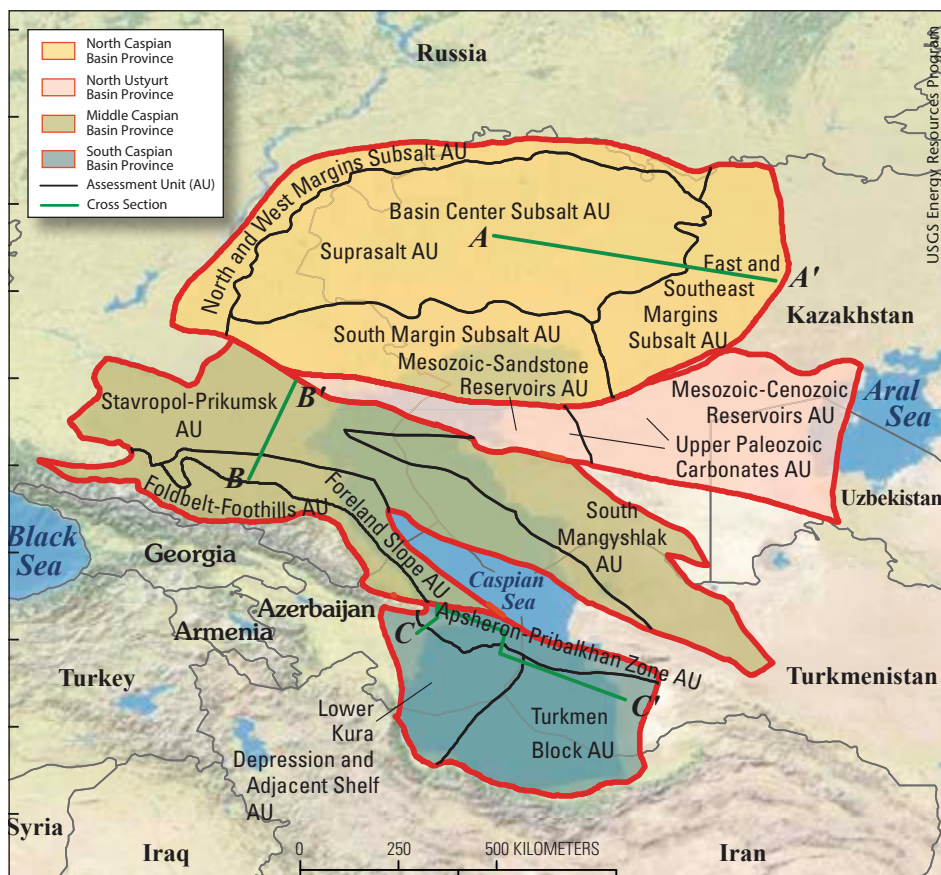 North Caspian
Basin Province
North Ustyurt
Basin Province
Middle Caspian
Basin Province
South Caspian
Basin Province
Assessment Unit (AU)
Cross Section
Russia
USGS Energy Resources Program
North and West Margins Subsalt AU
Basin Center Subsalt AU
A
Suprasalt AU
East and
Southeast
Margins
Subsalt AU
A'
Kazakhstan
South Margin Subsalt AU
Mesozoic-Sandstone
Reservoirs AU
Mesozoic-Cenozoic
Reservoirs AU
Upper Paleozoic
Carbonates AU
Aral
Sea
Uzbekistan
Stavropol-Prikumsk
AU
B'
B
Foldbelt-Foothills AU
Foreland Slope AU
South
Mangyshlak
AU
Black
Sea
Georgia
Caspian
Sea
Azerbaijan
Armenia
Turkey
C
Apsheron-Pribalkhan Zone AU
C'
Turkmenistan
Lower
Kura
Depression and
Adjacent Shelf
AU
Turkmen
Block AU
Syria
Iraq
Iran
0 250 500 KILOMETERS